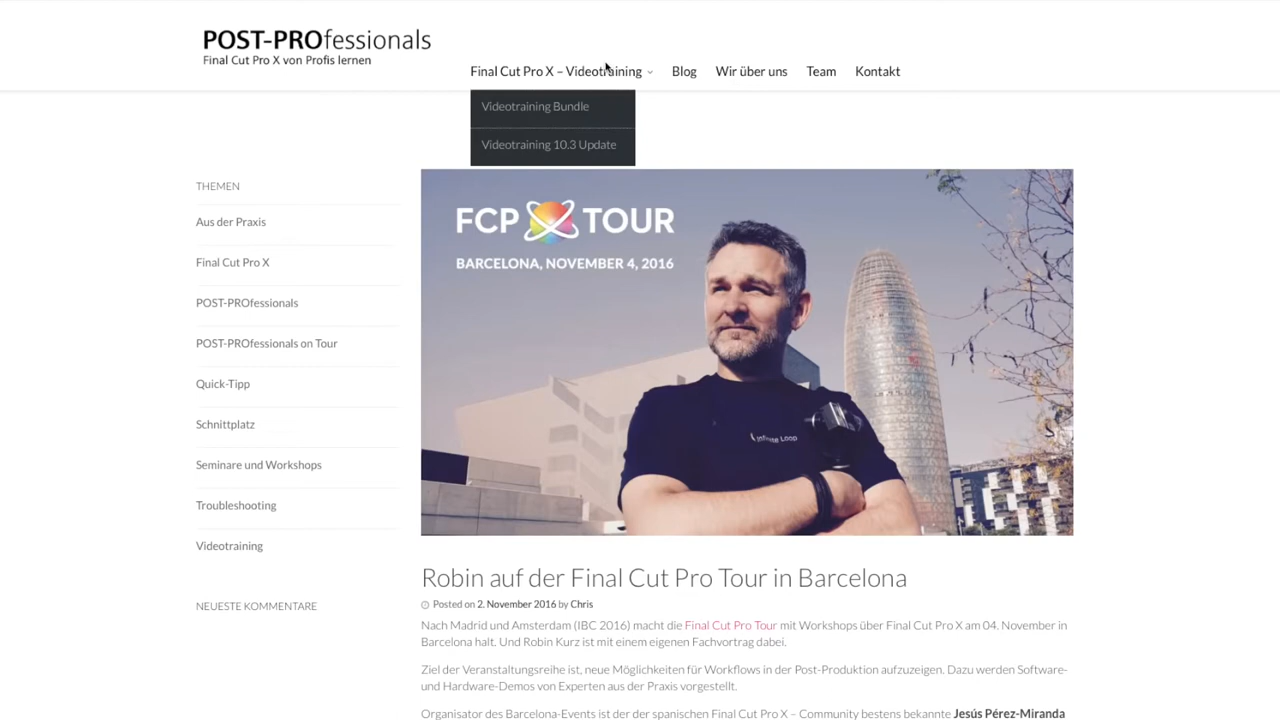 POST-PROfessionals
Final Cut Pro X von Profis lernen
Final Cut Pro X – Videotraining
Blog
Wir über uns
Team
Kontakt
Videotraining Bundle
Videotraining 10.3 Update
THEMEN
Aus der Praxis
Final Cut Pro X
POST-PROfessionals
POST-PROfessionals on Tour
Quick-Tipp
Schnittplatz
Seminare und Workshops
Troubleshooting
Videotraining
NEUESTE KOMMENTARE
FCP X TOUR
BARCELONA, NOVEMBER 4, 2016
Infinite Loop
Robin auf der Final Cut Pro Tour in Barcelona
Posted on 2. November 2016 by Chris
Nach Madrid und Amsterdam (IBC 2016) macht die Final Cut Pro Tour mit Workshops über Final Cut Pro X am 04. November in
Barcelona halt. Und Robin Kurz ist mit einem eigenen Fachvortrag dabei.
Ziel der Veranstaltungsreihe ist, neue Möglichkeiten für Workflows in der Post-Produktion aufzuzeigen. Dazu werden Software-
und Hardware-Demos von Experten aus der Praxis vorgestellt.
Organisator des Barcelona-Events ist der der spanischen Final Cut Pro X – Community bestens bekannte Jesús Pérez-Miranda